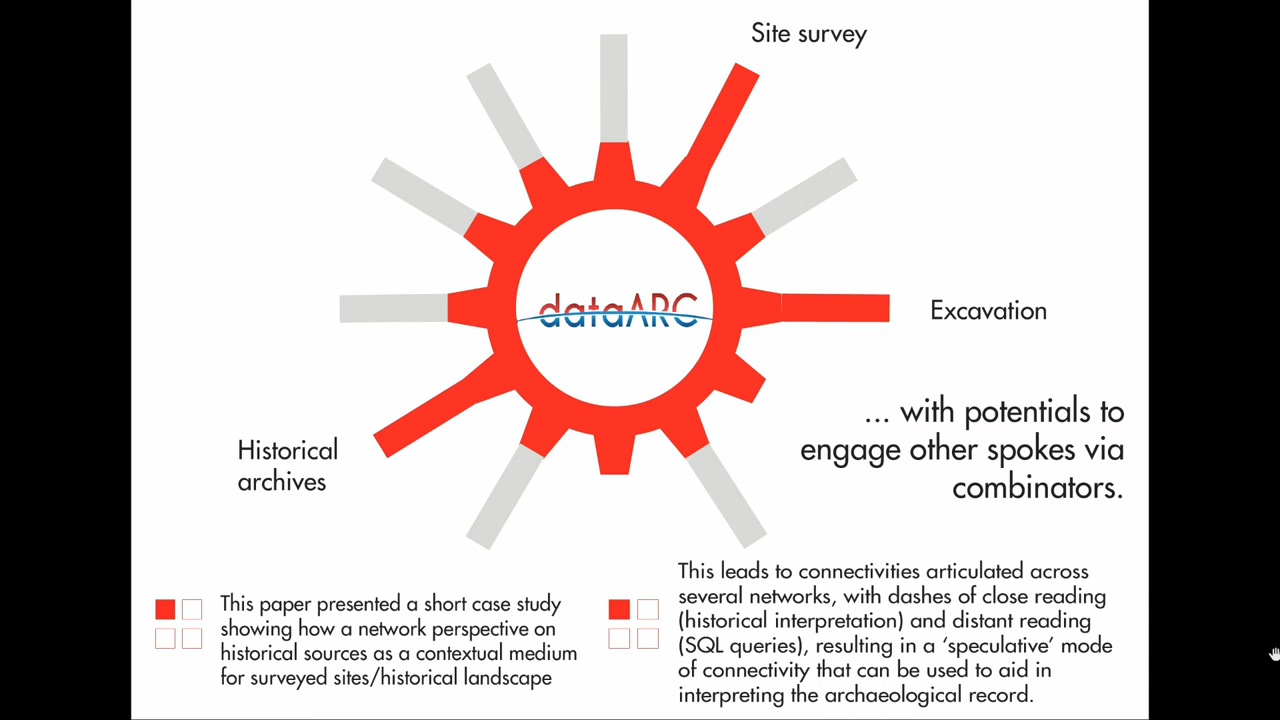 Site survey
dataARC
Excavation
... with potentials to
engage other spokes via
combinators.
Historical
archives
This paper presented a short case study
showing how a network perspective on
historical sources as a contextual medium
for surveyed sites/historical landscape
This leads to connectivities articulated across
several networks, with dashes of close reading
(historical interpretation) and distant reading
(SQL queries), resulting in a ‘speculative’ mode
of connectivity that can be used to aid in
interpreting the archaeological record.